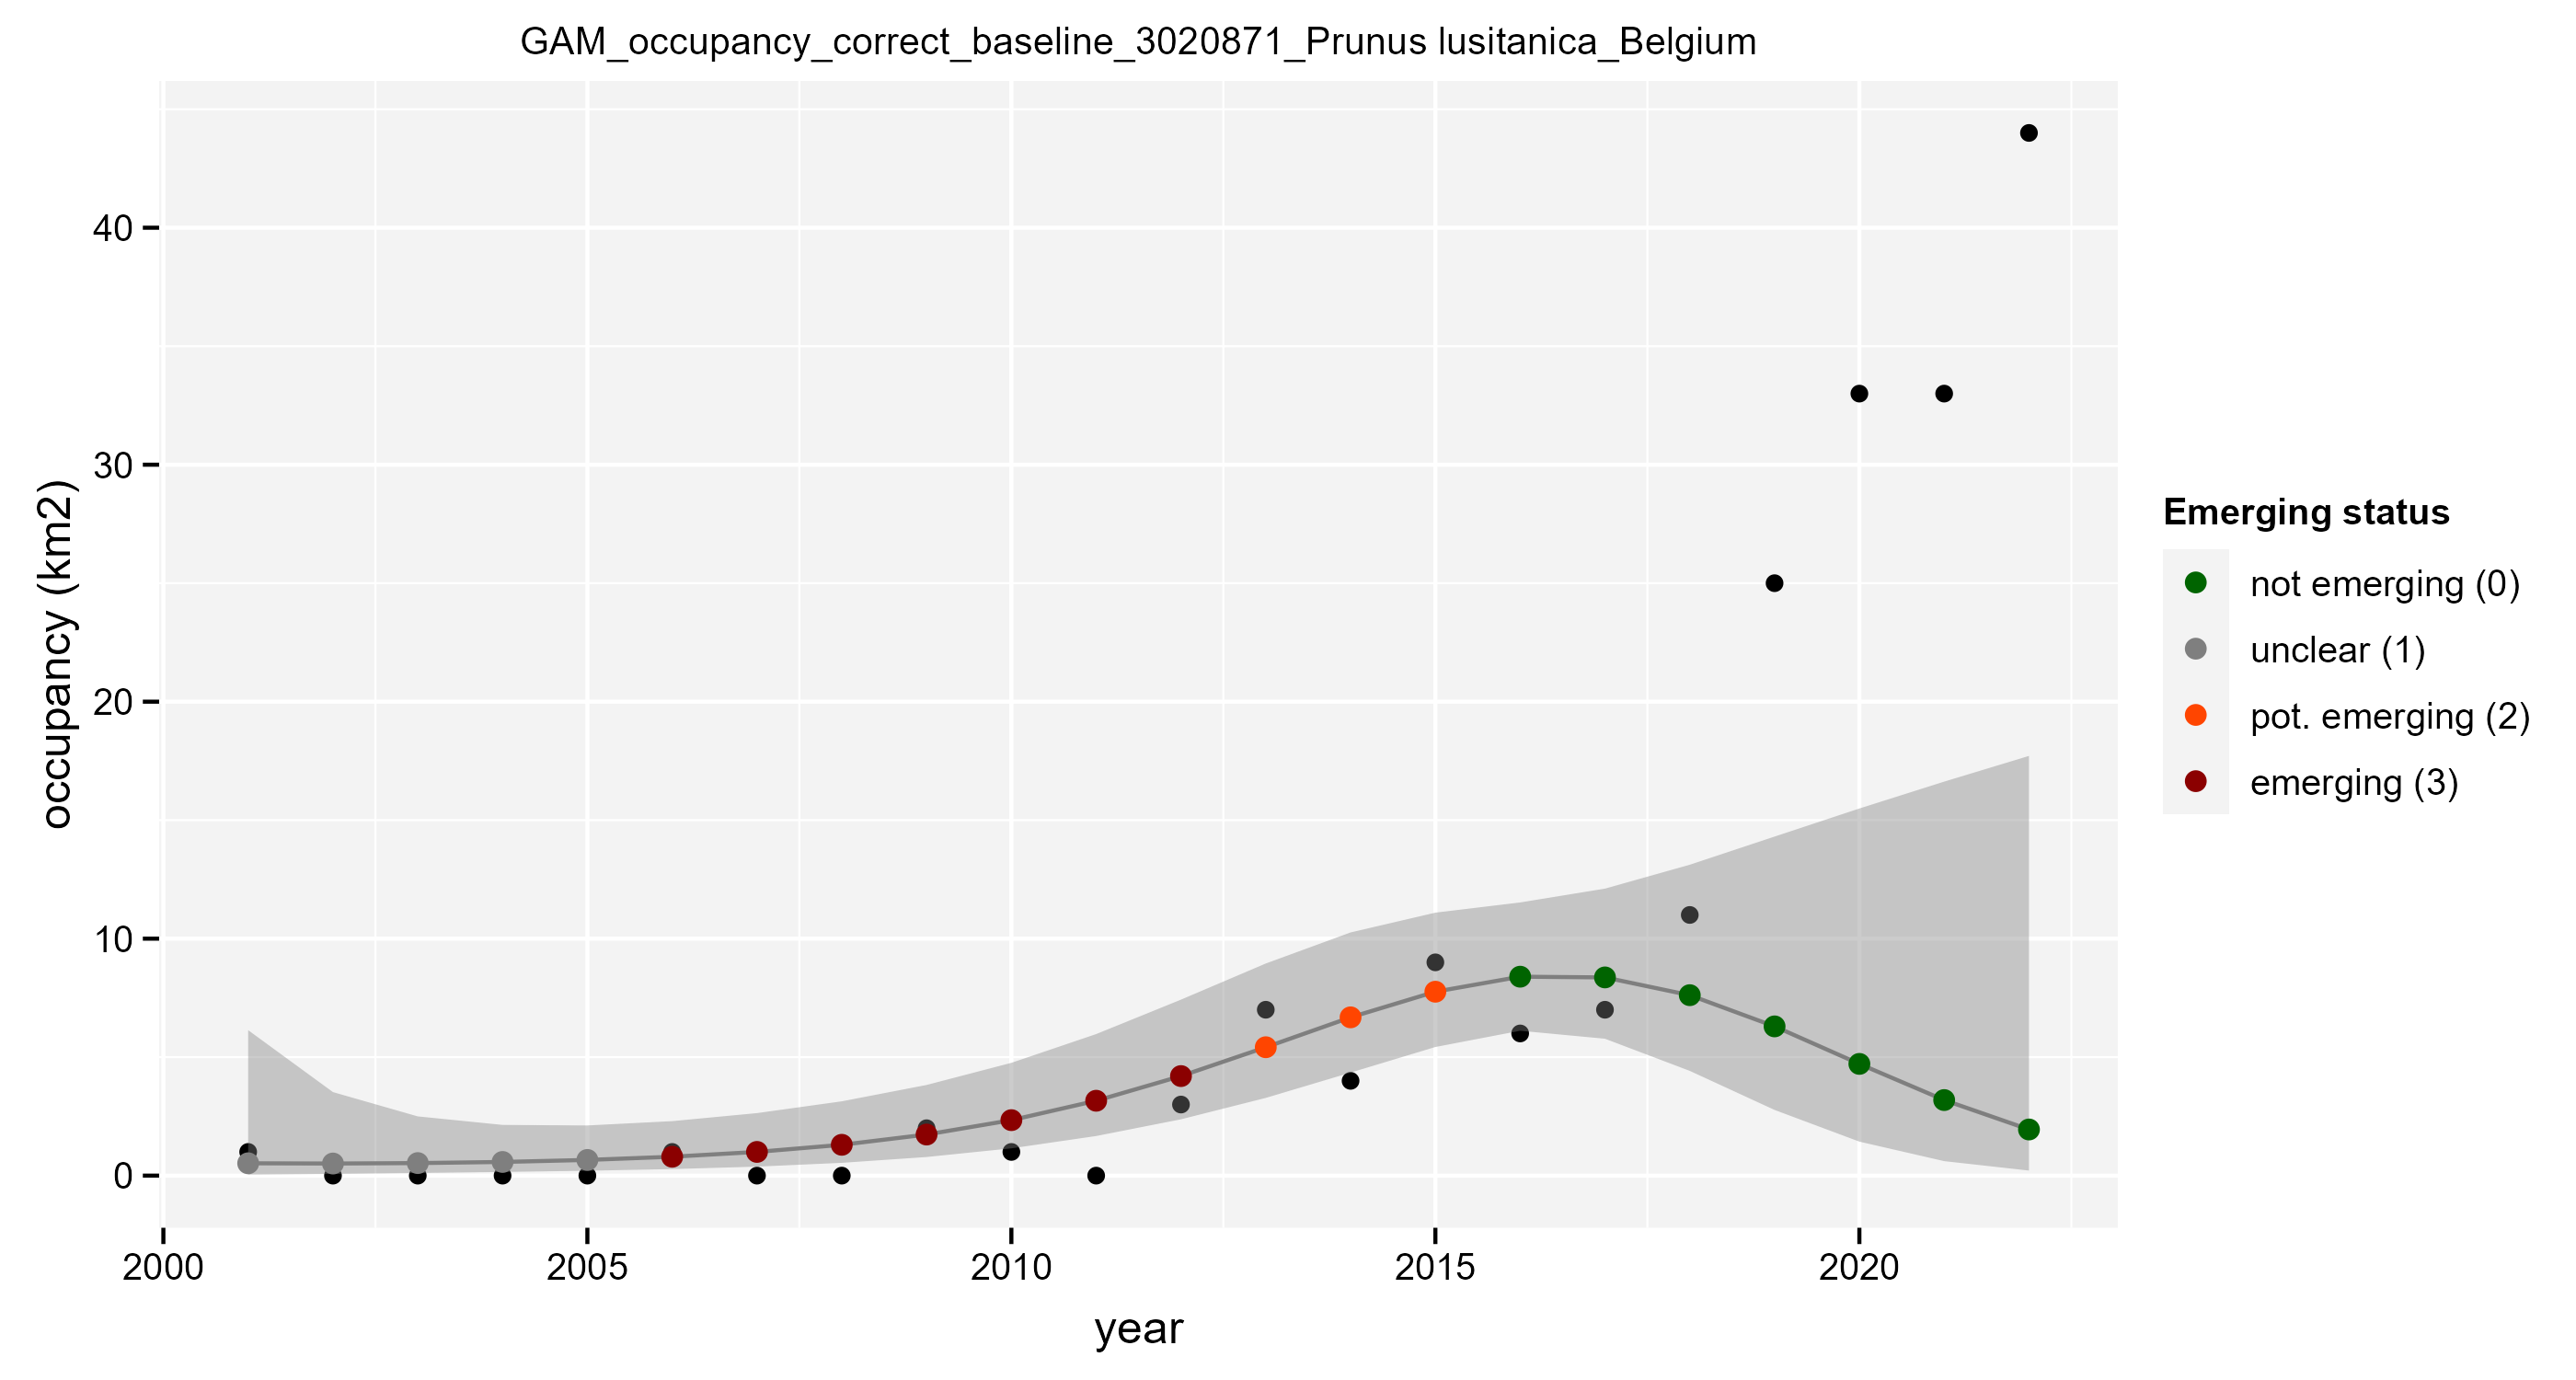 GAM_occupancy_correct_baseline_3020871_Prunus lusitanica_Belgium
occupancy (km2)
40
30
20
10
0
2000 2005 2010 2015 2020
year
Emerging status
not emerging (0)
unclear (1)
pot. emerging (2)
emerging (3)